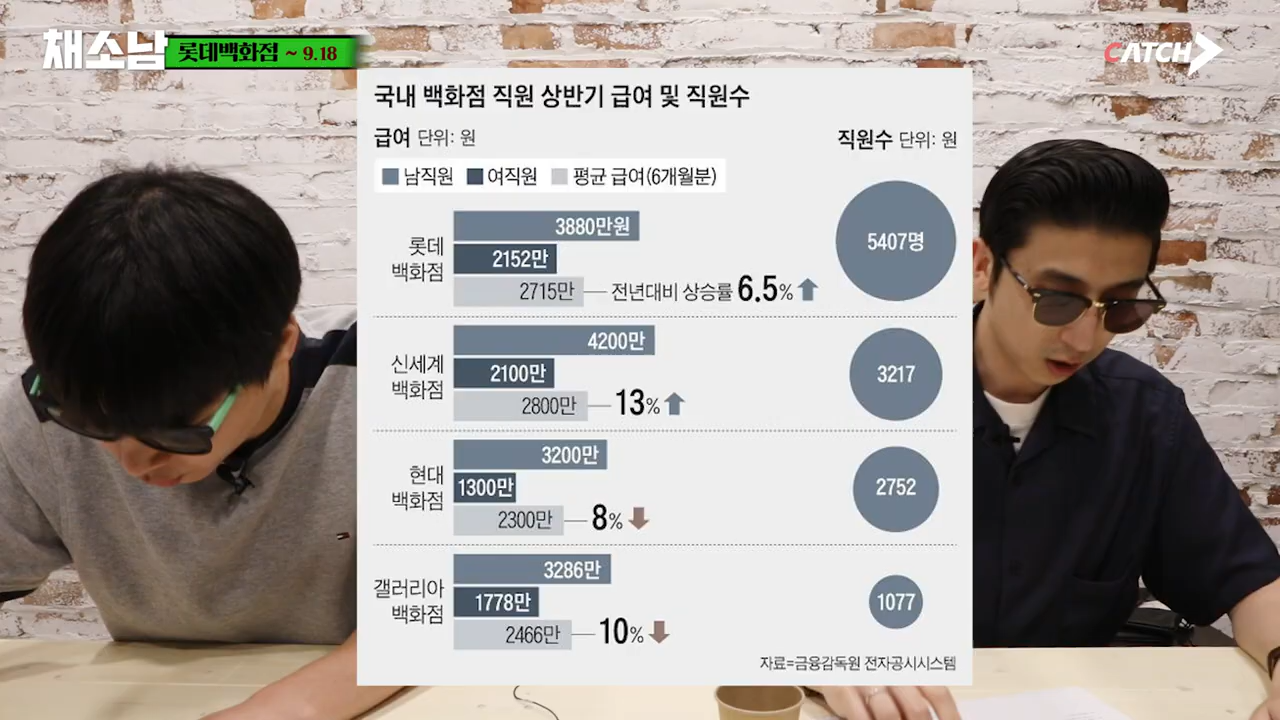 채소남 롯데백화점 ~ 9.18
CATCH
국내 백화점 직원 상반기 급여 및 직원수
급여 단위: 원
직원수 단위: 원
남직원 여직원 평균 급여(6개월분)
롯데
백화점
3880만원
2152만
2715만
전년대비 상승률 6.5%
5407명
신세계
백화점
4200만
2100만
2800만
13%
3217
현대
백화점
3200만
1300만
2300만
8%
2752
갤러리아
백화점
3286만
1778만
2466만
10%
1077
자료=금융감독원 전자공시시스템